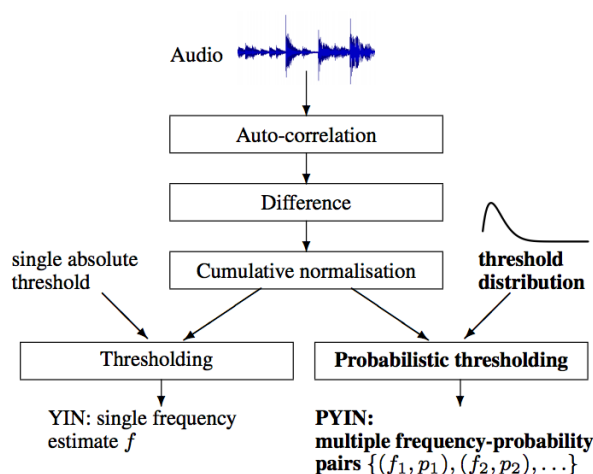 Audio
Auto-correlation
Difference
Cumulative normalisation
single absolute
threshold
threshold
distribution
Thresholding
Probabilistic thresholding
YIN: single frequency
estimate f
PYIN:
multiple frequency-probability
pairs {(f₁, p₁), (f₂, p₂), . . .}